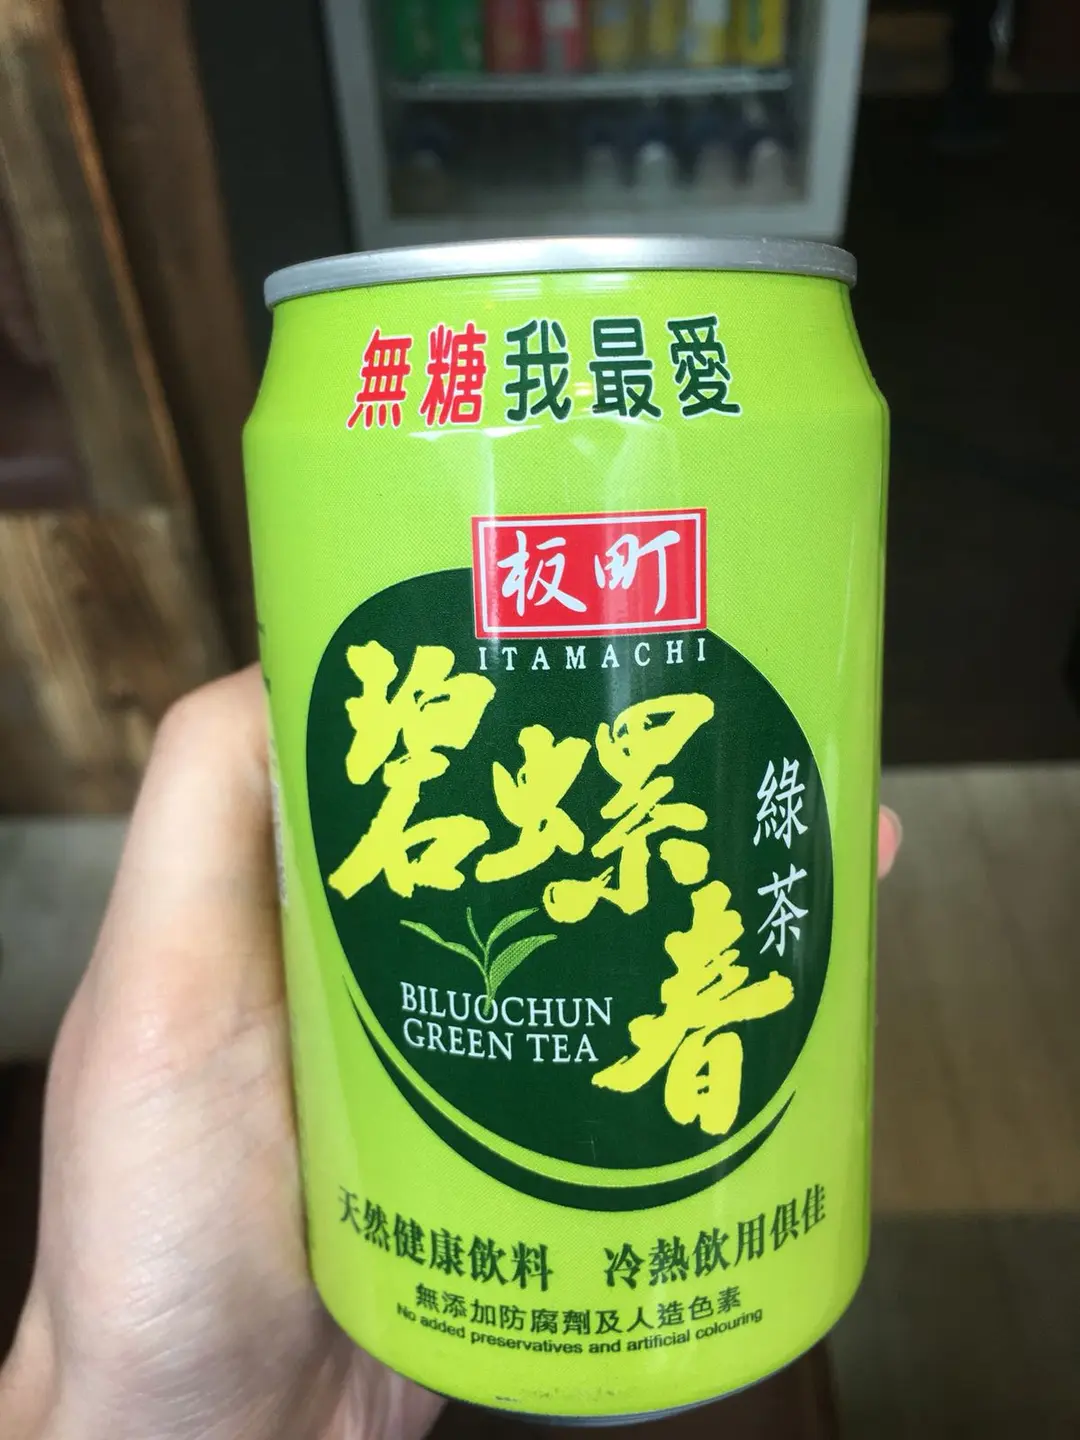 無糖我最愛
板町
ITAMACHI
碧螺春
綠茶
BILUOCHUN
GREEN TEA
天然健康飲料 冷熱飲用俱佳
無添加防腐劑及人造色素
No added preservatives and artificial colouring